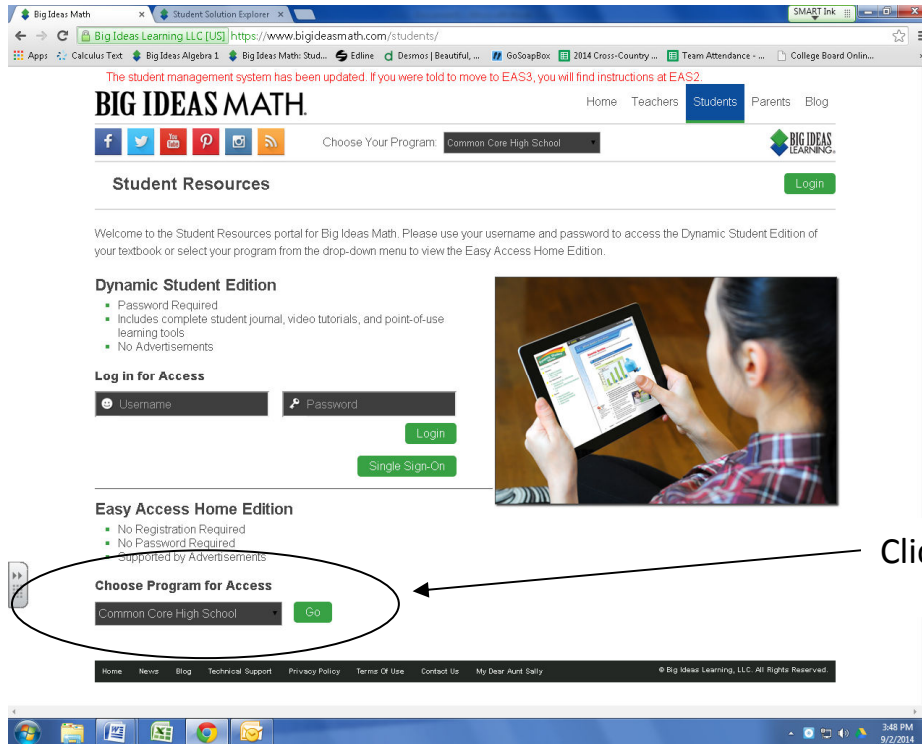 Big Ideas Math
Student Solution Explorer
SMART Ink
Big Ideas Learning LLC [US] https://www.bigideasmath.com/students/
Apps Calculus Text Big Ideas Algebra 1 Big Ideas Math: Stud... Edline Desmos | Beautiful, ... GoSoapBox 2014 Cross-Country ... Team Attendance - ... College Board Onlin...
The student management system has been updated. If you were told to move to EAS3, you will find instructions at EAS2.
BIG IDEAS MATH.
Home Teachers Students Parents Blog
Choose Your Program: Common Core High School
BIG IDEAS
LEARNING.
Student Resources
Login
Welcome to the Student Resources portal for Big Ideas Math. Please use your username and password to access the Dynamic Student Edition of
your textbook or select your program from the drop-down menu to view the Easy Access Home Edition.
Dynamic Student Edition
Password Required
Includes complete student journal, video tutorials, and point-of-use
learning tools
No Advertisements
Log in for Access
Username Password
Login
Single Sign-On
Easy Access Home Edition
No Registration Required
No Password Required
Supported by Advertisements
Clic
Choose Program for Access
Common Core High School Go
Home News Blog Technical Support Privacy Policy Terms Of Use Contact Us My Dear Aunt Sally © Big Ideas Learning, LLC. All Rights Reserved.
3:48 PM
9/2/2014